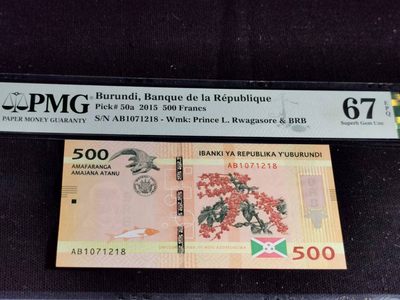 PMG
PAPER MONEY GUARANTY
Burundi, Banque de la République
Pick# 50a 2015 500 Francs
S/N AB1071218 - Wmk: Prince L. Rwagasore & BRB
67 EPQ
Superb Gem Unc
500
AMAFARANGA
AMAJANA ATANU
IBANKI YA REPUBLIKA Y'UBURUNDI
AB1071218
AB1071218
500